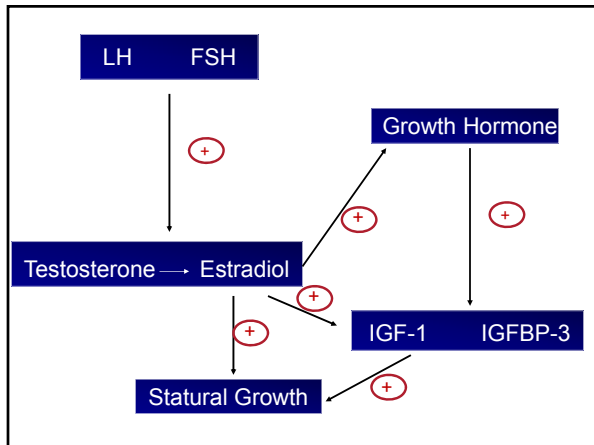 LH FSH
+
Growth Hormone
+
+
Testosterone → Estradiol
+
+
IGF-1 IGFBP-3
+
Statural Growth